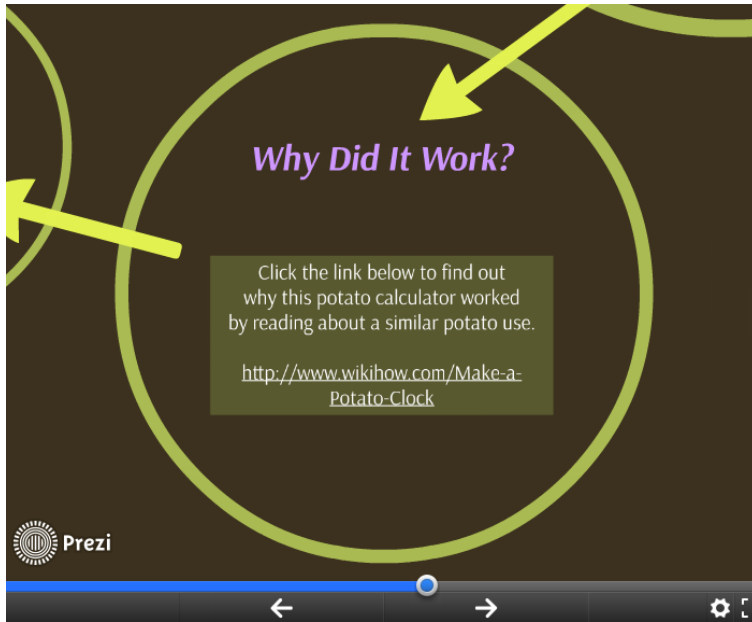 Why Did It Work?
Click the link below to find out
why this potato calculator worked
by reading about a similar potato use.
http://www.wikihow.com/Make-a-
Potato-Clock
Prezi